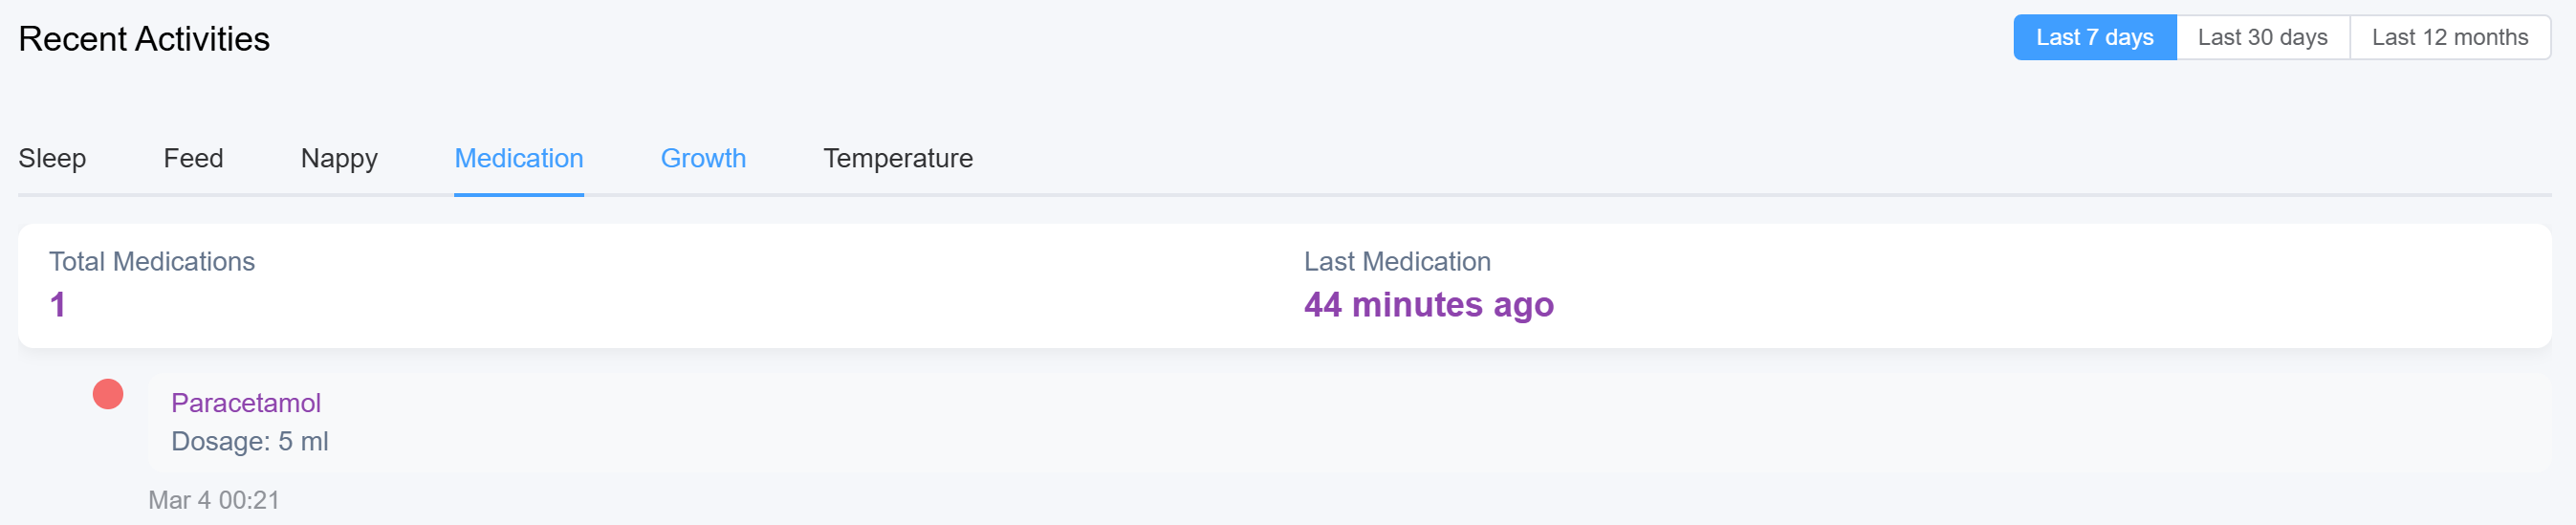 Recent Activities
Last 7 days
Last 30 days
Last 12 months
Sleep
Feed
Nappy
Medication
Growth
Temperature
Total Medications
1
Last Medication
44 minutes ago
Paracetamol
Dosage: 5 ml
Mar 4 00:21